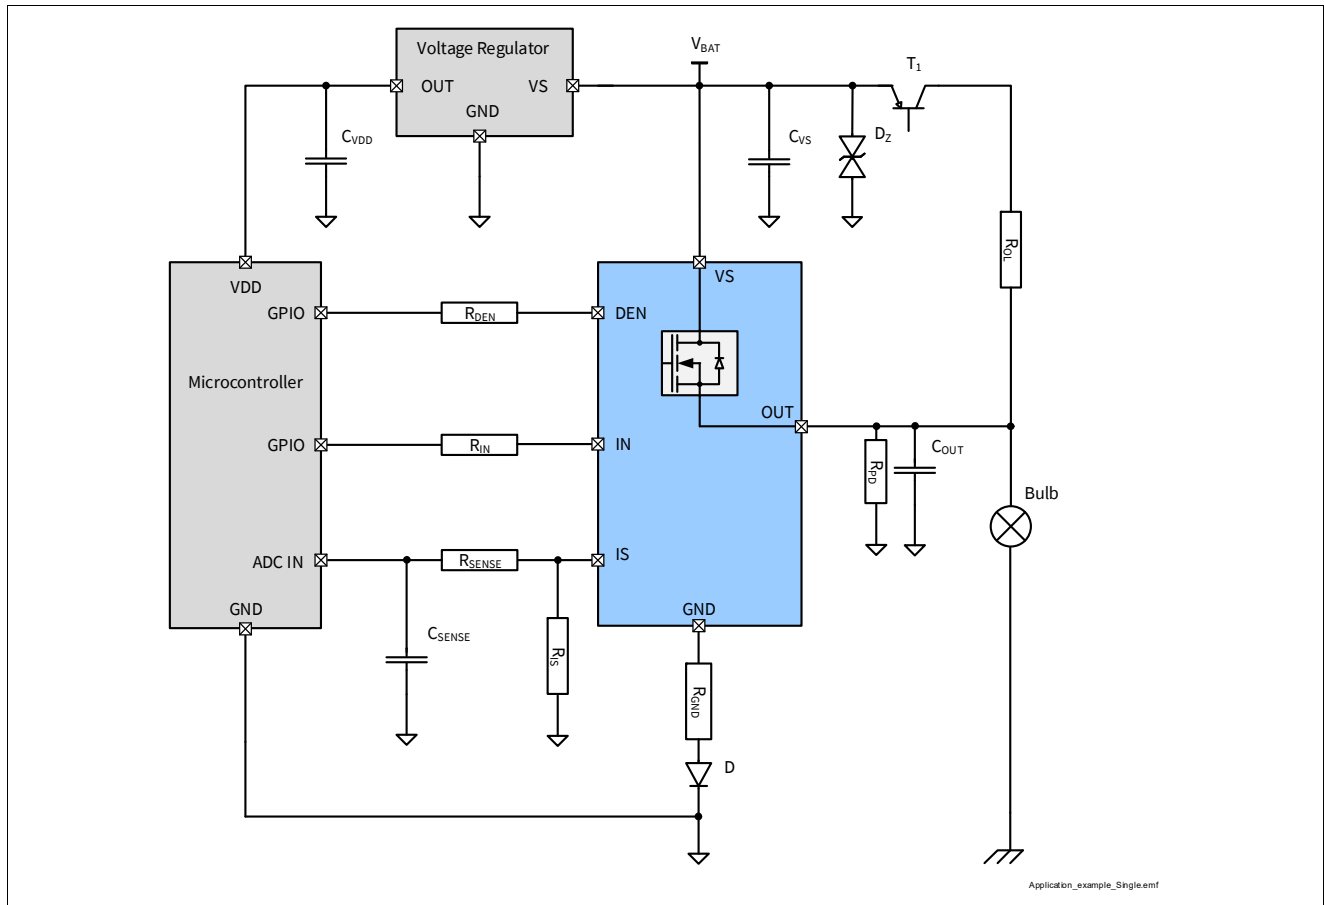 Voltage Regulator
OUT
VS
GND
VBAT
T1
CVDD
CVS
DZ
ROL
VDD
VS
GPIO
RDEN
DEN
Microcontroller
OUT
GPIO
RIN
IN
RPD
COUT
Bulb
ADC IN
RSENSE
IS
GND
GND
CSENSE
RIS
RGND
D
Application_example_Single.emf